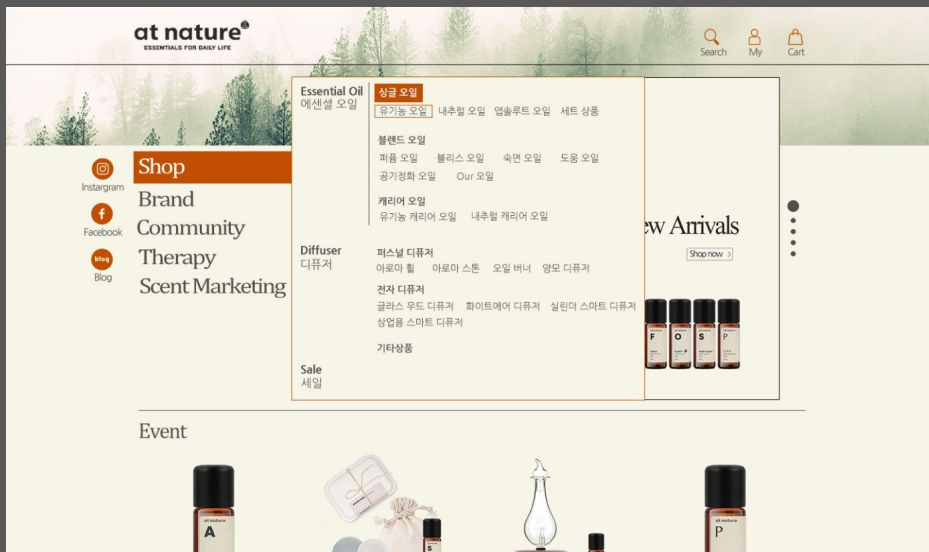 at nature
ESSENTIALS FOR DAILY LIFE
Search
My
Cart
Instargram
Facebook
blog
Blog
Shop
Brand
Community
Therapy
Scent Marketing
Essential Oil
에센셜 오일
싱글 오일
유기농 오일 내추럴 오일 앱솔루트 오일 세트 상품
블렌드 오일
퍼퓸 오일 블리스 오일 숙면 오일 도움 오일
공기정화 오일 Our 오일
캐리어 오일
유기농 캐리어 오일 내추럴 캐리어 오일
Diffuser
디퓨저
퍼스널 디퓨저
아로마 휠 아로마 스톤 오일 버너 양모 디퓨저
전자 디퓨저
글라스 우드 디퓨저 화이트에어 디퓨저 실린더 스마트 디퓨저
상업용 스마트 디퓨저
기타상품
Sale
세일
ew Arrivals
Shop now >
F O S P
Event
at nature
A
S
at nature
P